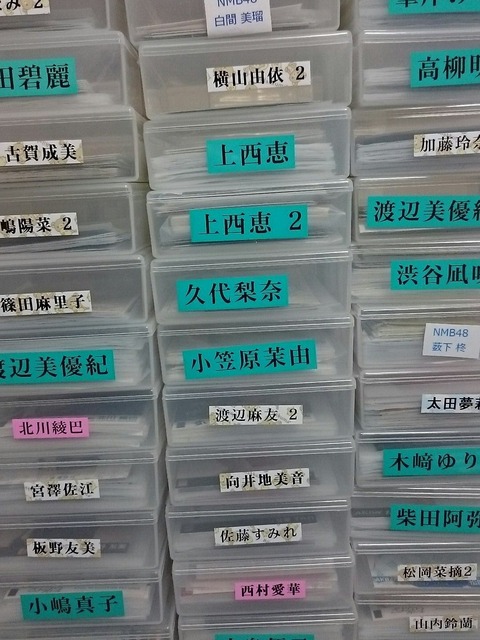 NMB48
白間 美瑠
横山由依 2
上西恵
上西恵 2
久代梨奈
小笠原茉由
渡辺麻友 2
向井地美音
佐藤すみれ
西村愛華
田碧麗
古賀成美
嶋陽菜 2
篠田麻里子
渡辺美優紀
北川綾巴
宮澤佐江
板野友美
小嶋真子
高柳明
加藤玲奈
渡辺美優紀
渋谷凪咲
NMB48
薮下 柊
太田夢莉
木﨑ゆり
柴田阿弥
松岡菜摘2
山内鈴蘭